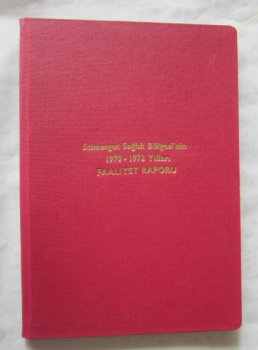 Etimesgut Sağlık Bölgesi'nin
1970 - 1972 Yılları
FAALİYET RAPORU